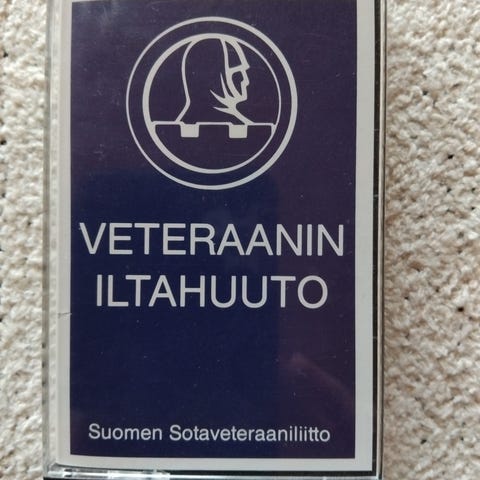 VETERAANIN
ILTAHUUTO
Suomen Sotaveteraaniliitto